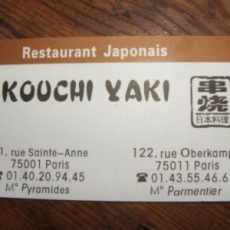 Restaurant Japonais
KOUCHI YAKI
串烧
日本料理
1, rue Sainte-Anne
75001 Paris
☎ 01.40.20.94.45
M° Pyramides
122, rue Oberkamp
75011 Paris
☎ 01.43.55.46.6
M° Parmentier